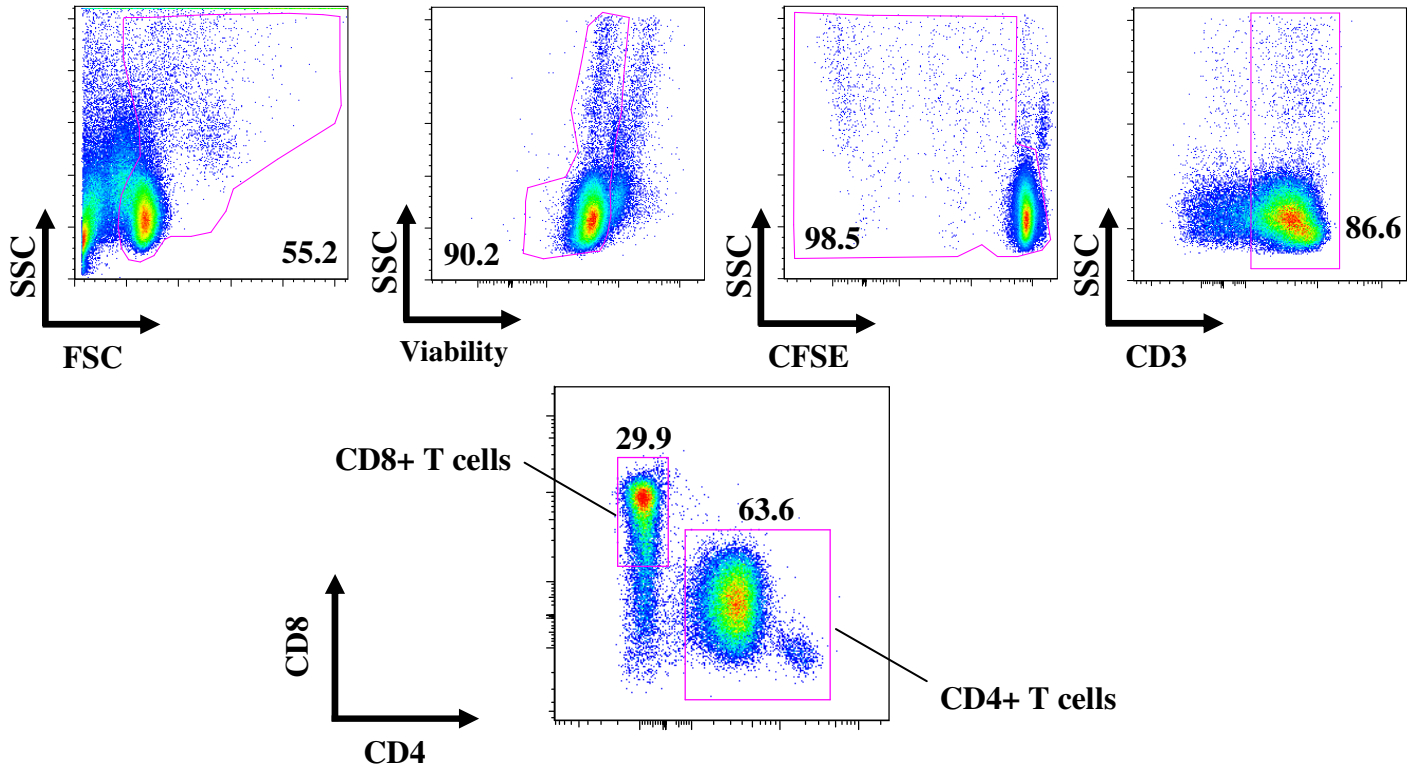 SSC
55.2
FSC
SSC
90.2
Viability
SSC
98.5
CFSE
SSC
86.6
CD3
29.9
CD8+ T cells
63.6
CD8
CD4+ T cells
CD4